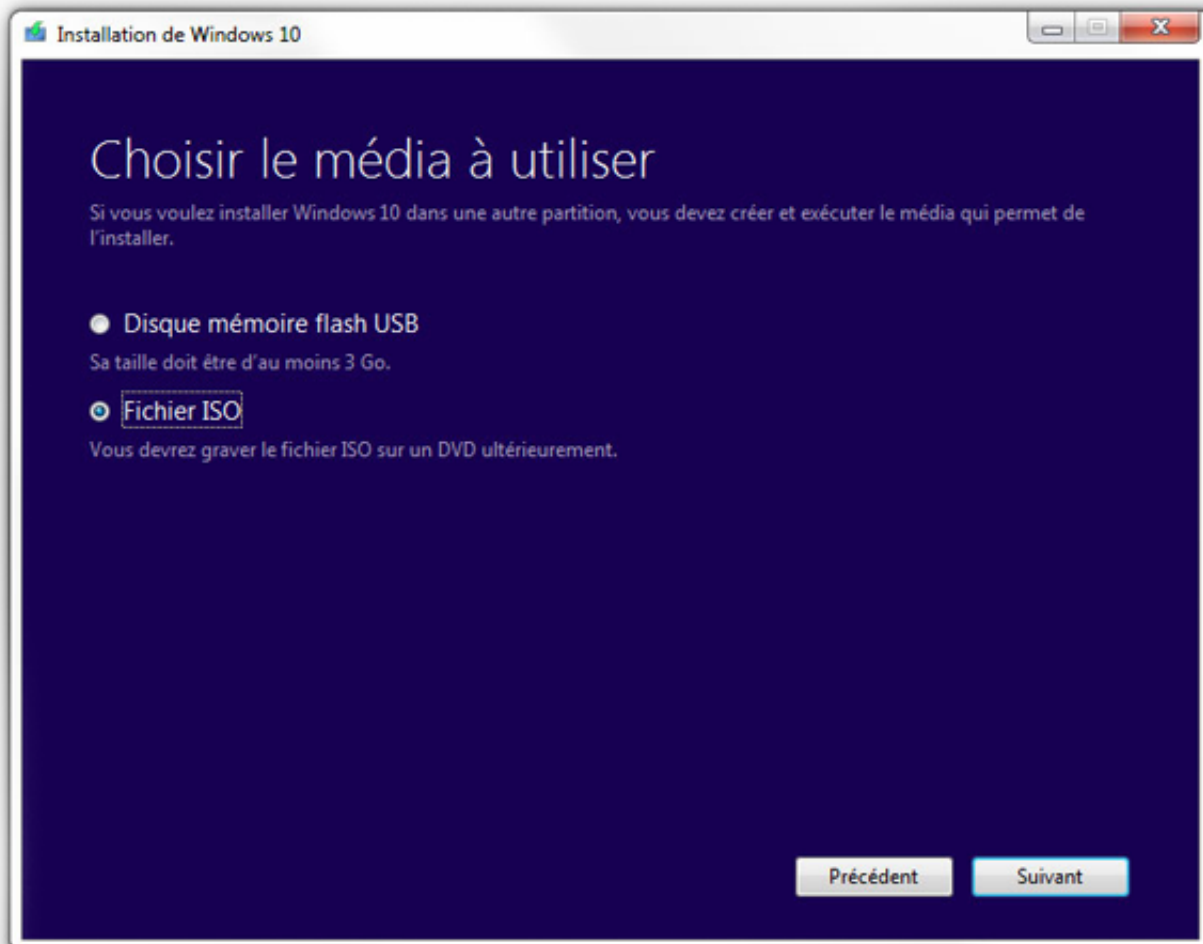 Installation de Windows 10
Choisir le média à utiliser
Si vous voulez installer Windows 10 dans une autre partition, vous devez créer et exécuter le média qui permet de
l'installer.
Disque mémoire flash USB
Sa taille doit être d'au moins 3 Go.
Fichier ISO
Vous devrez graver le fichier ISO sur un DVD ultérieurement.
Précédent Suivant